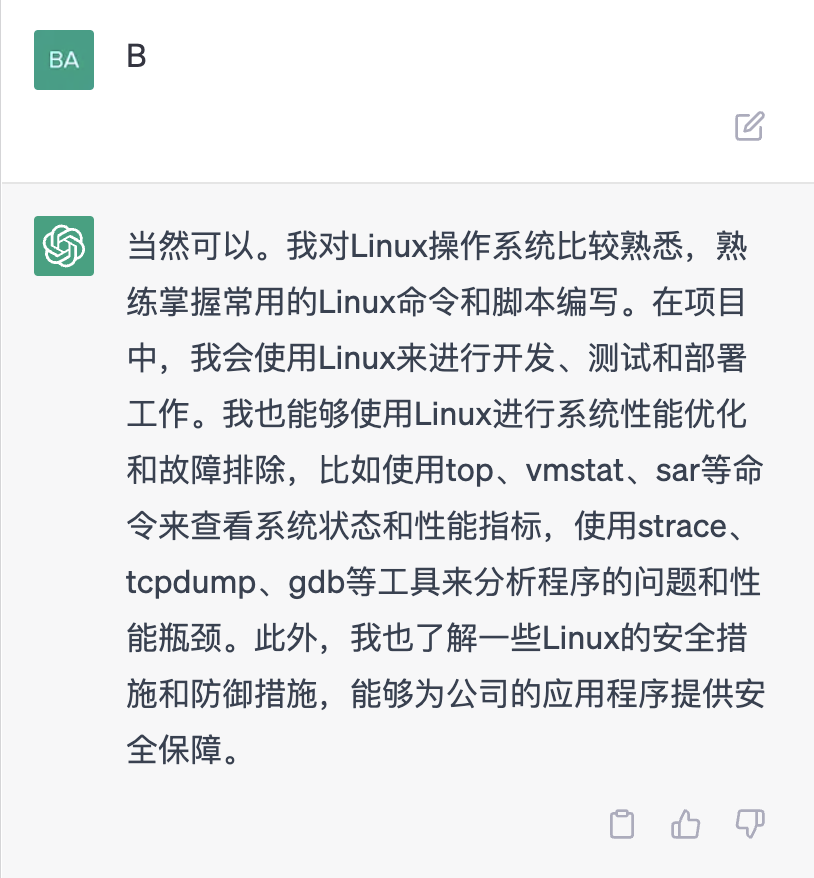 BA
B
当然可以。我对Linux操作系统比较熟悉，熟
练掌握常用的Linux命令和脚本编写。在项目
中，我会使用Linux来进行开发、测试和部署
工作。我也能够使用Linux进行系统性能优化
和故障排除，比如使用top、vmstat、sar等命
令来查看系统状态和性能指标，使用strace、
tcpdump、gdb等工具来分析程序的问题和性
能瓶颈。此外，我也了解一些Linux的安全措
施和防御措施，能够为公司的应用程序提供安
全保障。